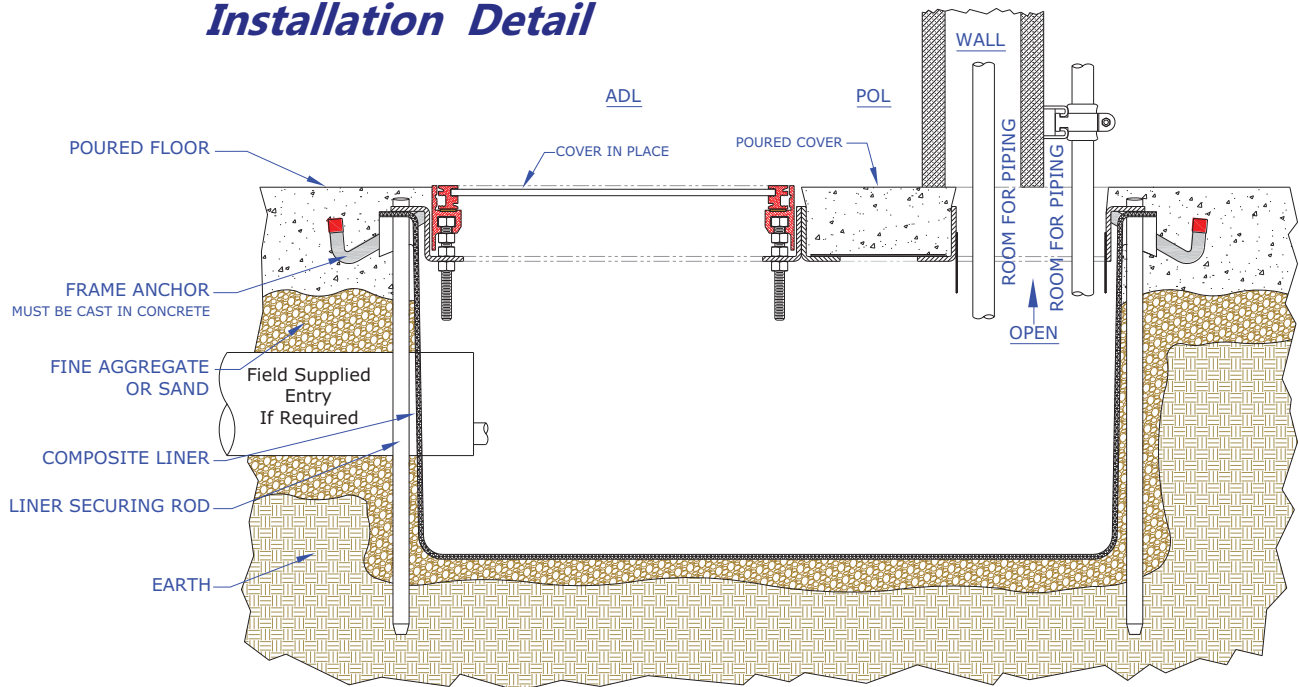 Installation Detail
WALL
ADL
POL
POURED FLOOR
COVER IN PLACE
POURED COVER
ROOM FOR PIPING
ROOM FOR PIPING
FRAME ANCHOR
MUST BE CAST IN CONCRETE
OPEN
FINE AGGREGATE
OR SAND
Field Supplied
Entry
If Required
COMPOSITE LINER
LINER SECURING ROD
EARTH